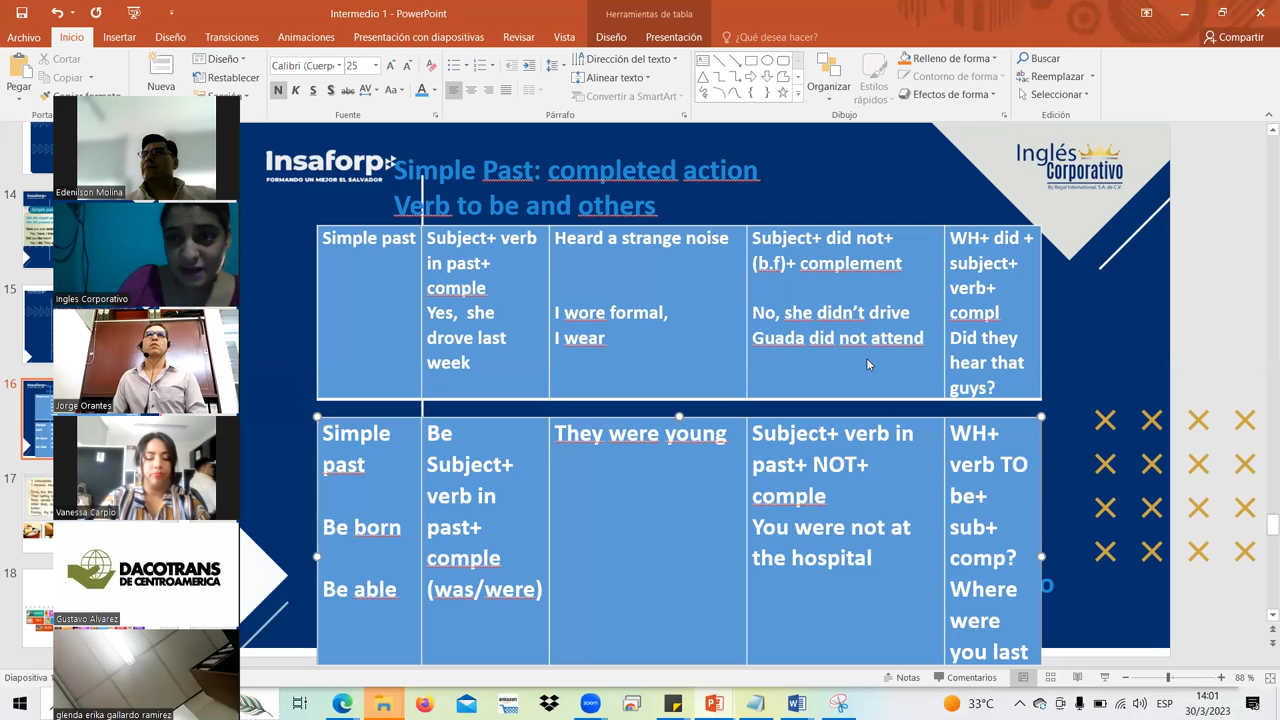 Intermedio 1 - PowerPoint
Herramientas de tabla
Archivo Inicio Insertar Diseño Transiciones Animaciones Presentación con diapositivas Revisar Vista Diseño Presentación ¿Qué desea hacer? Compartir
Pegar
Cortar
Copiar
Nueva
Diseño
Restablecer
Calibri (Cuerp
25
N K S S abc AV Aa A
Dirección del texto
Alinear texto
Convertir a SmartArt
Organizar
Estilos rápidos
Relleno de forma
Contorno de forma
Efectos de forma
Buscar
Reemplazar
Seleccionar
Fuente Párrafo Dibujo Edición
Edenilson Molina
Ingles Corporativo
Jorge Orantes
Vanessa Carpio
DACOTRANS
DE CENTROAMERICA
Gustavo Alvarez
glenda erika gallardo ramirez
14
15
16
17
18
Insaforp
FORMANDO UN MEJOR EL SALVADOR
Simple Past: completed action
Verb to be and others
Inglés
Corporativo
By Regal International, S.A. de C.V.
Simple past
Subject+ verb
in past+
comple
Yes, she
drove last
week
Heard a strange noise
I wore formal,
I wear
Subject+ did not+
(b.f)+ complement
No, she didn’t drive
Guada did not attend
WH+ did +
subject+
verb+
compl
Did they
hear that
guys?
Simple
past
Be born
Be able
Be
Subject+
verb in
past+
comple
(was/were)
They were young
Subject+ verb in
past+ NOT+
comple
You were not at
the hospital
WH+
verb TO
be+
sub+
comp?
Where
were
you last
o
Diapositiva 1
Notas Comentarios 88 %
33°C ESP 14:01
30/3/2023